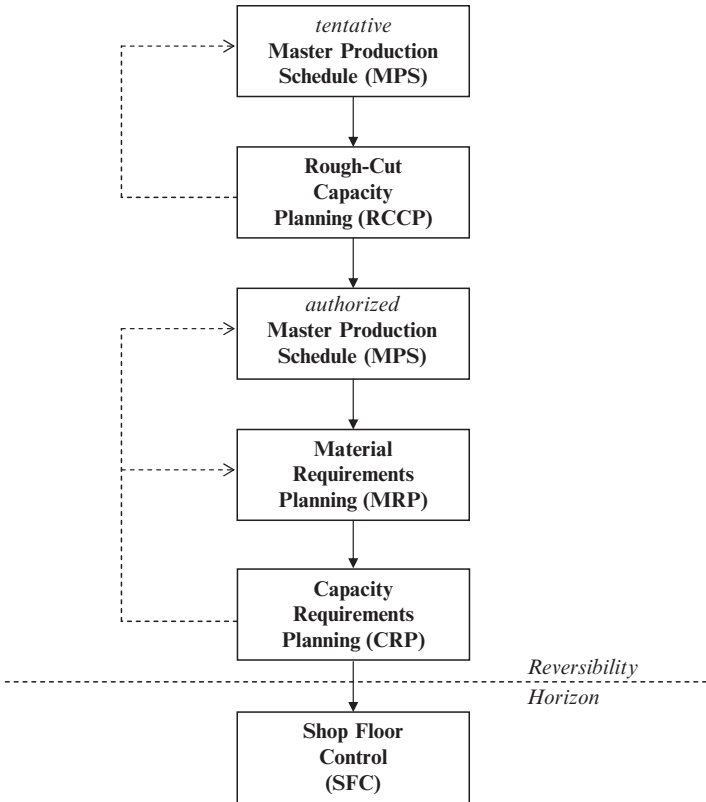 tentative
Master Production
Schedule (MPS)
Rough-Cut
Capacity
Planning (RCCP)
authorized
Master Production
Schedule (MPS)
Material
Requirements
Planning (MRP)
Capacity
Requirements
Planning (CRP)
Reversibility
Horizon
Shop Floor
Control
(SFC)